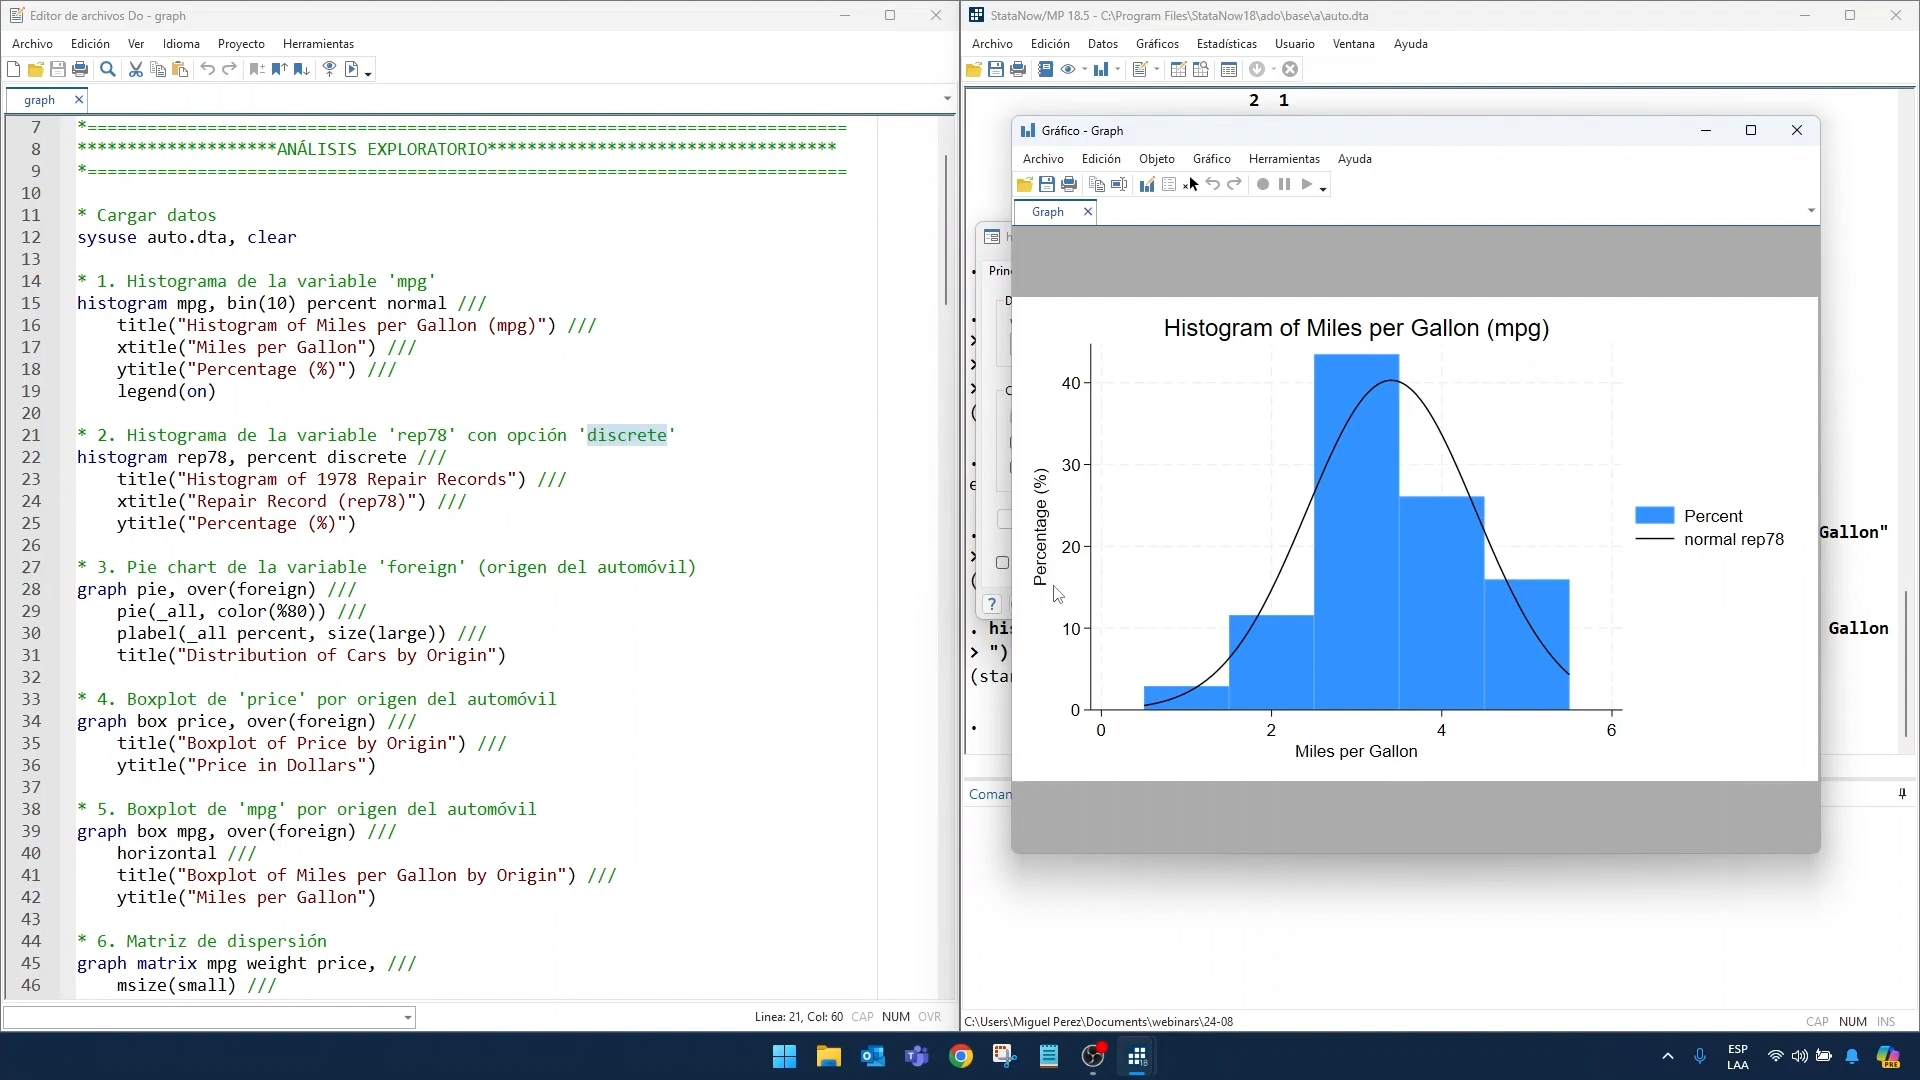 Editor de archivos Do - graph
Archivo Edición Ver Idioma Proyecto Herramientas
graph
7 *============================================================================
8 ********************ANÁLISIS EXPLORATORIO***********************************
9 *============================================================================
10
11 * Cargar datos
12 sysuse auto.dta, clear
13
14 * 1. Histograma de la variable 'mpg'
15 histogram mpg, bin(10) percent normal ///
16 title("Histogram of Miles per Gallon (mpg)") ///
17 xtitle("Miles per Gallon") ///
18 ytitle("Percentage (%)") ///
19 legend(on)
20
21 * 2. Histograma de la variable 'rep78' con opción 'discrete'
22 histogram rep78, percent discrete ///
23 title("Histogram of 1978 Repair Records") ///
24 xtitle("Repair Record (rep78)") ///
25 ytitle("Percentage (%)")
26
27 * 3. Pie chart de la variable 'foreign' (origen del automóvil)
28 graph pie, over(foreign) ///
29 pie(_all, color(%80)) ///
30 plabel(_all percent, size(large)) ///
31 title("Distribution of Cars by Origin")
32
33 * 4. Boxplot de 'price' por origen del automóvil
34 graph box price, over(foreign) ///
35 title("Boxplot of Price by Origin") ///
36 ytitle("Price in Dollars")
37
38 * 5. Boxplot de 'mpg' por origen del automóvil
39 graph box mpg, over(foreign) ///
40 horizontal ///
41 title("Boxplot of Miles per Gallon by Origin") ///
42 ytitle("Miles per Gallon")
43
44 * 6. Matriz de dispersión
45 graph matrix mpg weight price, ///
46 msize(small) ///
Linea: 21, Col: 60 CAP NUM OVR
StataNow/MP 18.5 - C:\Program Files\StataNow18\ado\base\a\auto.dta
Archivo Edición Datos Gráficos Estadísticas Usuario Ventana Ayuda
2 1
Gráfico - Graph
Archivo Edición Objeto Gráfico Herramientas Ayuda
Graph
Histogram of Miles per Gallon (mpg)
Percentage (%)
40
30
20
10
0
0 2 4 6
Miles per Gallon
Percent
normal rep78
Gallon"
. his
Gallon
> ")
(star
.
Coman
C:\Users\Miguel Perez\Documents\webinars\24-08
CAP NUM INS
ESP
LAA